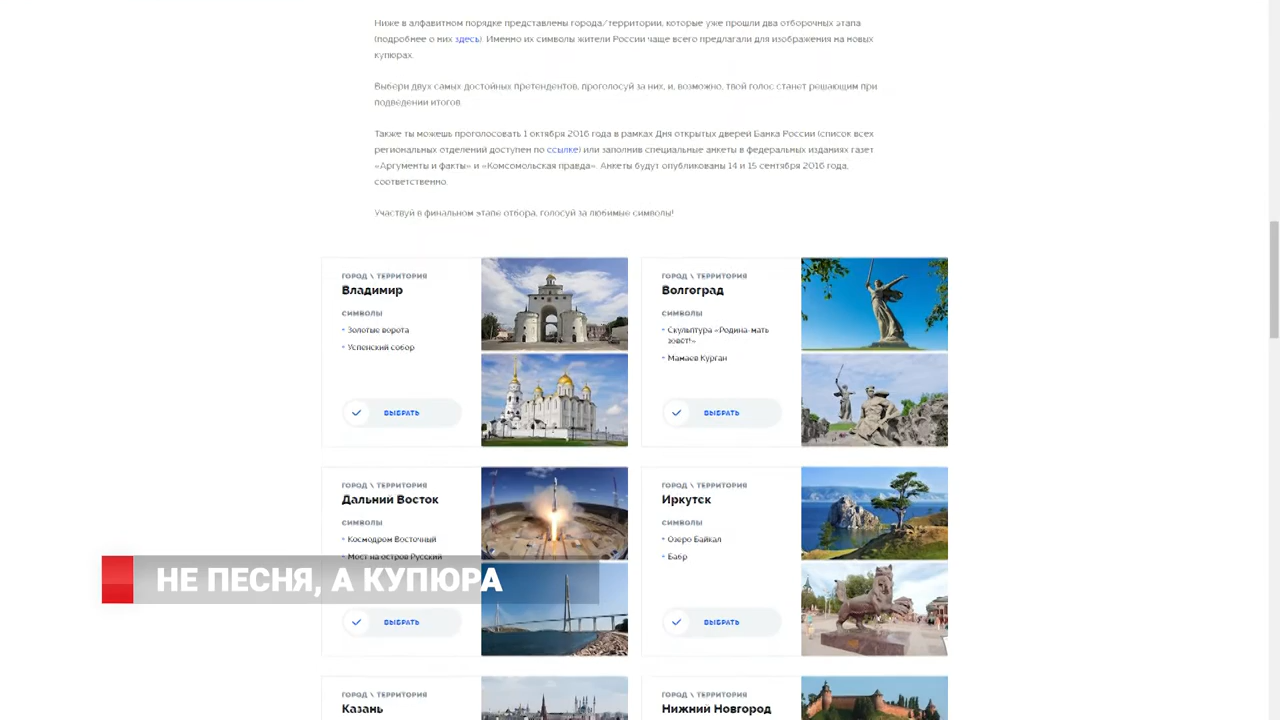 Ниже в алфавитном порядке представлены города/территории, которые уже прошли два отборочных этапа
(подробнее о них здесь). Именно их символы жители России чаще всего предлагали для изображения на новых
купюрах.
Выбери двух самых достойных претендентов, проголосуй за них, и, возможно, твой голос станет решающим при
подведении итогов.
Также ты можешь проголосовать 1 октября 2016 года в рамках Дня открытых дверей Банка России (список всех
региональных отделений доступен по ссылке) или заполнив специальные анкеты в федеральных изданиях газет
«Аргументы и факты» и «Комсомольская правда». Анкеты будут опубликованы 14 и 15 сентября 2016 года,
соответственно.
Участвуй в финальном этапе отбора, голосуй за любимые символы!
ГОРОД \ ТЕРРИТОРИЯ
Владимир
СИМВОЛЫ
Золотые ворота
Успенский собор
ВЫБРАТЬ
ГОРОД \ ТЕРРИТОРИЯ
Волгоград
СИМВОЛЫ
Скульптура «Родина-мать
зовет!»
Мамаев Курган
ВЫБРАТЬ
ГОРОД \ ТЕРРИТОРИЯ
Дальний Восток
СИМВОЛЫ
Космодром Восточный
Мост на остров Русский
ВЫБРАТЬ
ГОРОД \ ТЕРРИТОРИЯ
Иркутск
СИМВОЛЫ
Озеро Байкал
Бабр
ВЫБРАТЬ
НЕ ПЕСНЯ, А КУПЮРА
ГОРОД \ ТЕРРИТОРИЯ
Казань
ГОРОД \ ТЕРРИТОРИЯ
Нижний Новгород